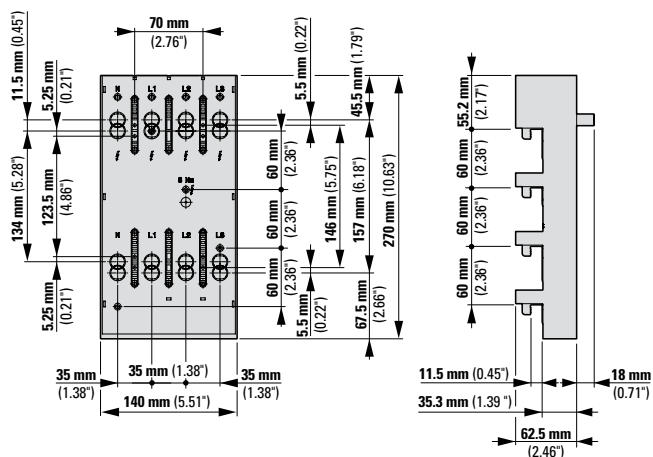 70 mm
(2.76")
11.5 mm (0.45")
5.25 mm
(0.21")
5.5 mm (0.22")
45.5 mm (1.79")
N L1 L2 L3
134 mm (5.28")
123.5 mm
(4.86")
60 mm
(2.36")
60 mm
(2.36")
60 mm
(2.36")
146 mm (5.75")
157 mm (6.18")
270 mm (10.63")
N L1 L2 L3
5.25 mm
(0.21")
5.5 mm
(0.22")
67.5 mm
(2.66")
35 mm
(1.38")
35 mm (1.38")
35 mm
(1.38")
140 mm (5.51")
55.2 mm
(2.17")
60 mm
(2.36")
60 mm
(2.36")
60 mm
(2.36")
11.5 mm (0.45")
18 mm
(0.71")
35.3 mm (1.39 ")
62.5 mm
(2.46")